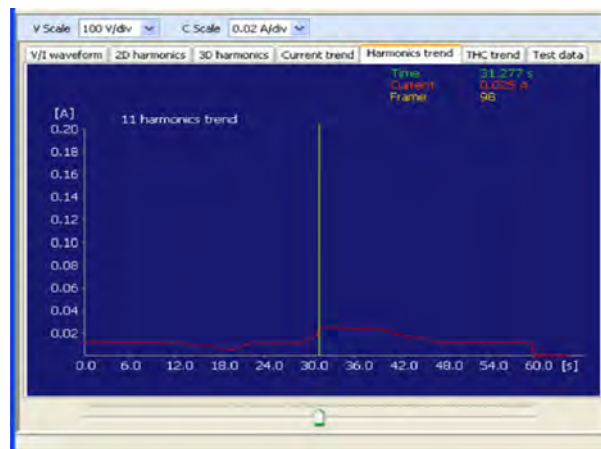 V Scale 100 V/div C Scale 0.02 A/div
V/I waveform 2D harmonics 3D harmonics Current trend Harmonics trend THC trend Test data
Time 31.277 s
Current 0.025 A
Frame 96
[A]
11 harmonics trend
0.20
0.18
0.16
0.14
0.12
0.10
0.08
0.06
0.04
0.02
0.0 6.0 12.0 18.0 24.0 30.0 36.0 42.0 48.0 54.0 60.0 [s]